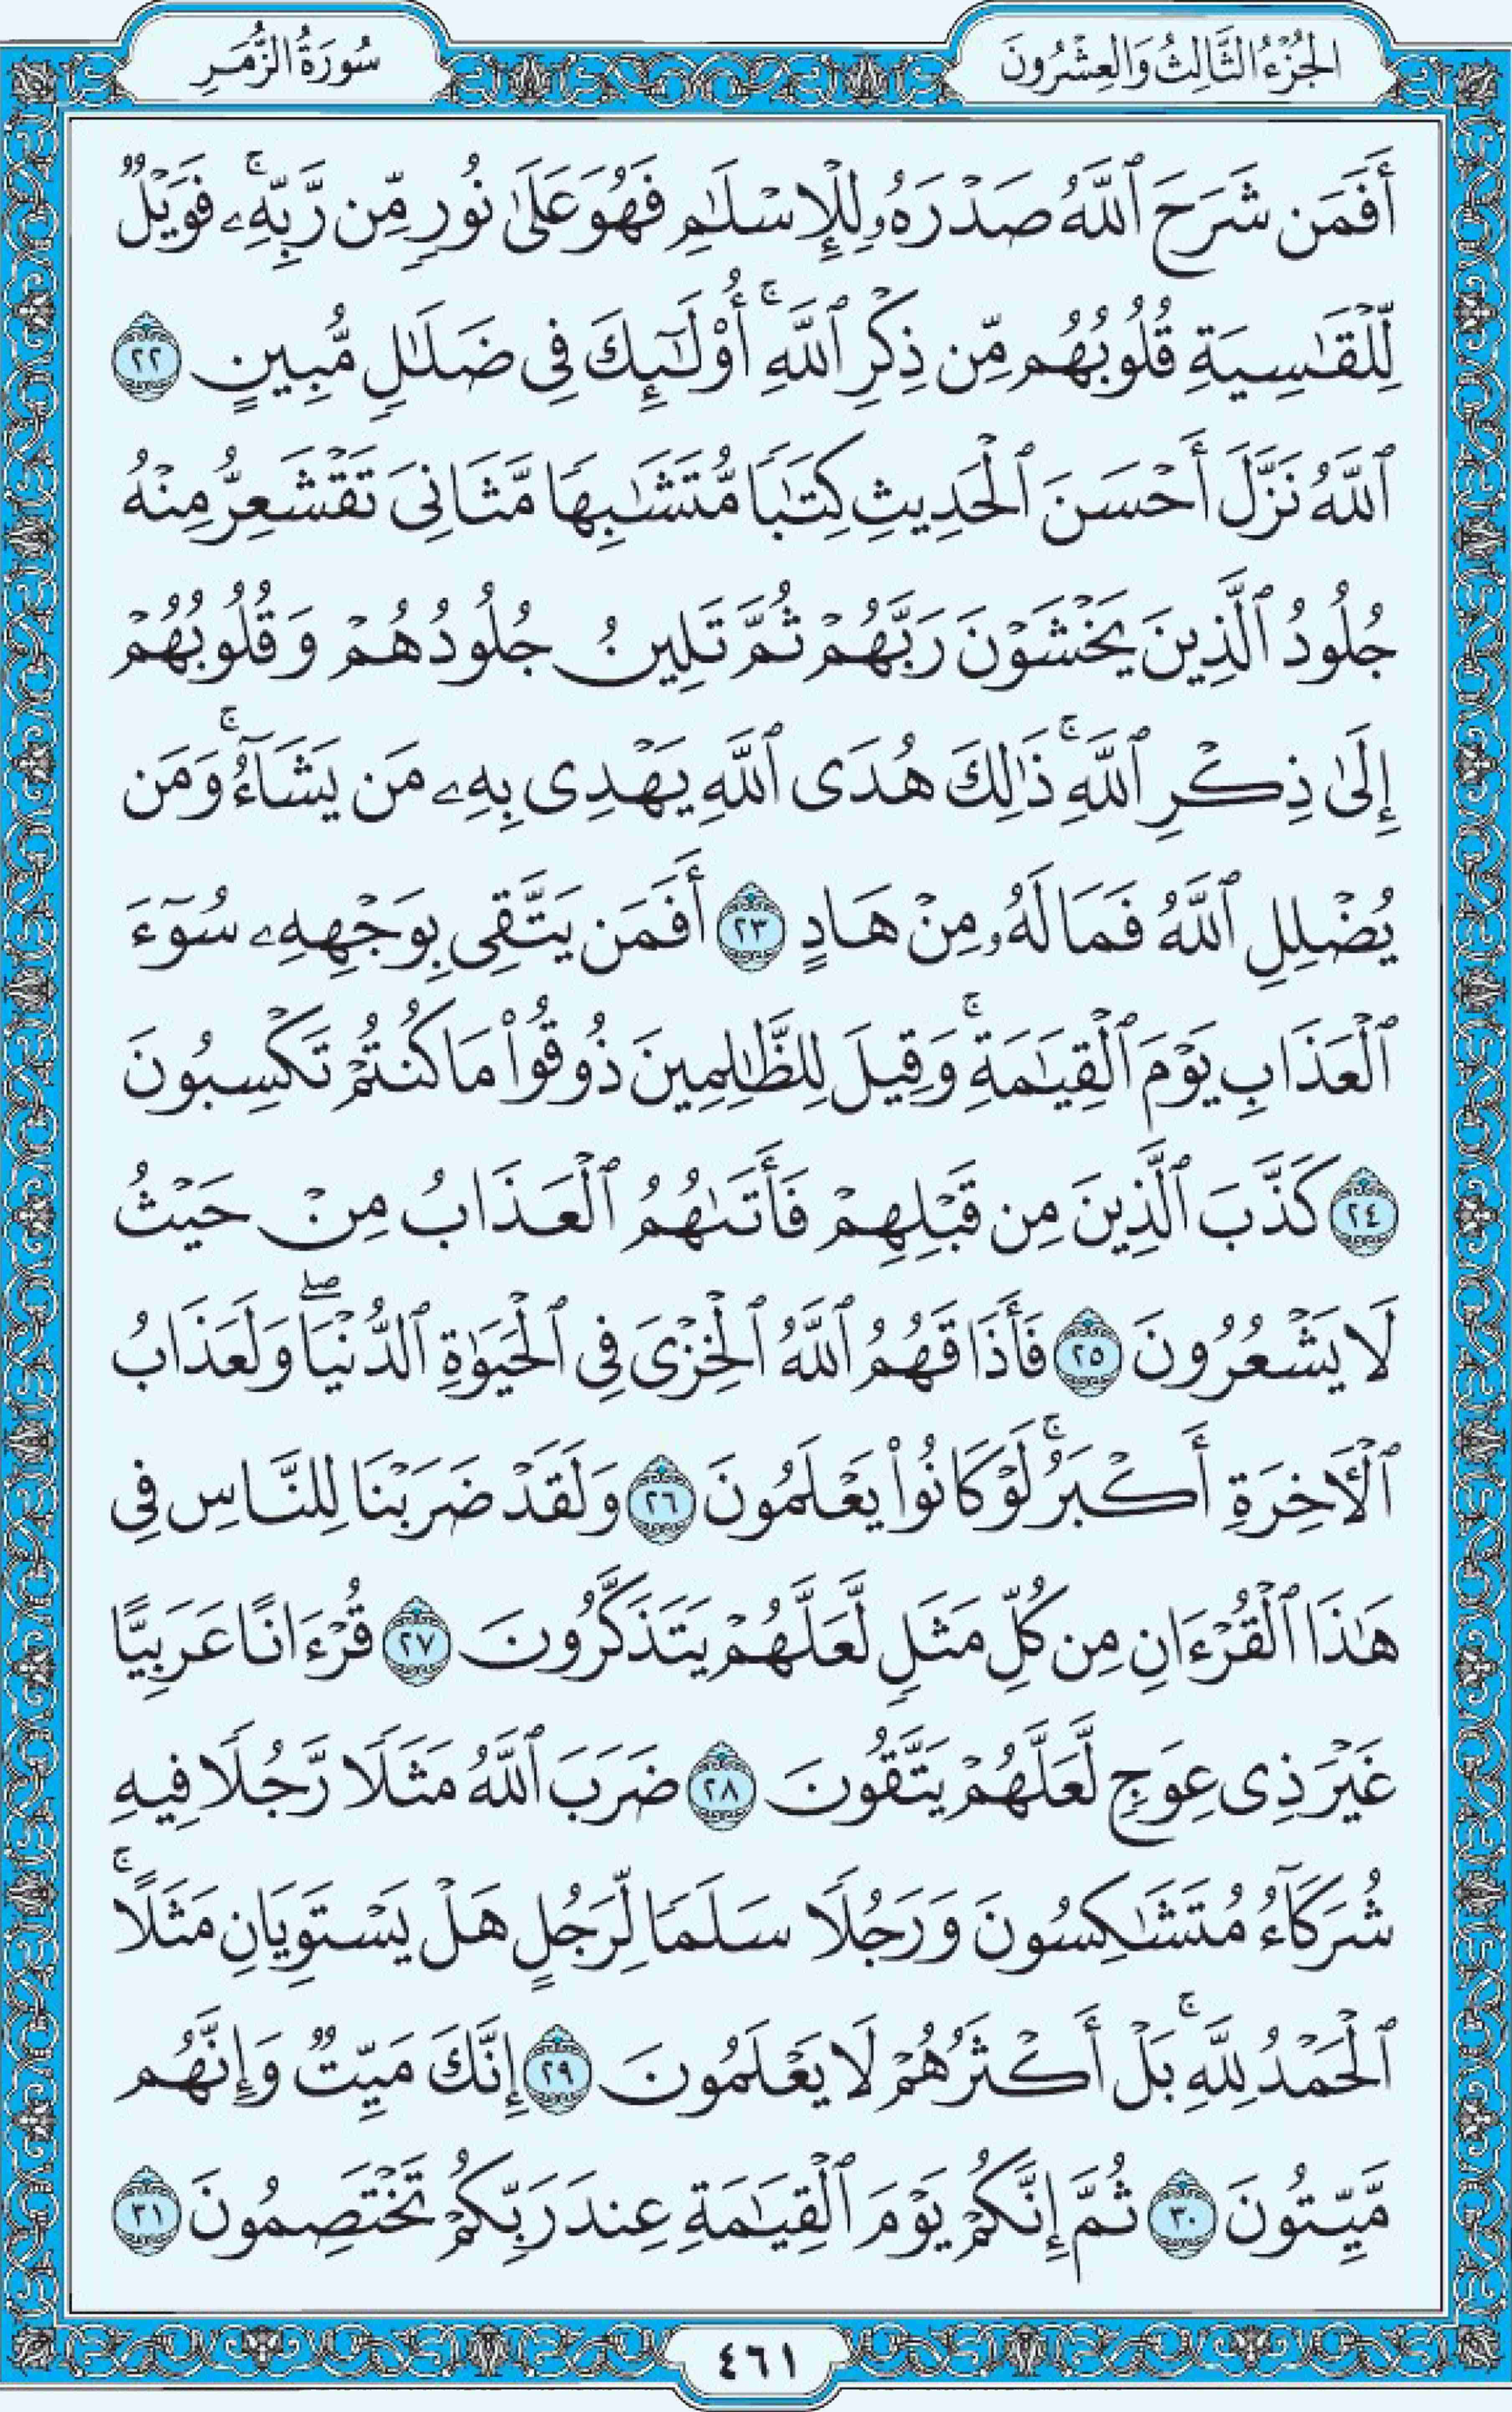 الجُزْءُ الثَّالِثُ وَالعِشْرُونَ
سُورَةُ الزُّمَرِ
أَفَمَن شَرَحَ ٱللَّهُ صَدْرَهُۥ لِلْإِسْلَٰمِ فَهُوَ عَلَىٰ نُورٍ مِّن رَّبِّهِۦۚ فَوَيْلٌ
لِّلْقَٰسِيَةِ قُلُوبُهُم مِّن ذِكْرِ ٱللَّهِۚ أُو۟لَٰٓئِكَ فِى ضَلَٰلٍ مُّبِينٍ ٢٢
ٱللَّهُ نَزَّلَ أَحْسَنَ ٱلْحَدِيثِ كِتَٰبًا مُّتَشَٰبِهًا مَّثَانِىَ تَقْشَعِرُّ مِنْهُ
جُلُودُ ٱلَّذِينَ يَخْشَوْنَ رَبَّهُمْ ثُمَّ تَلِينُ جُلُودُهُمْ وَقُلُوبُهُمْ
إِلَىٰ ذِكْرِ ٱللَّهِۚ ذَٰلِكَ هُدَى ٱللَّهِ يَهْدِى بِهِۦ مَن يَشَآءُۚ وَمَن
يُضْلِلِ ٱللَّهُ فَمَا لَهُۥ مِنْ هَادٍ ٢٣ أَفَمَن يَتَّقِى بِوَجْهِهِۦ سُوٓءَ
ٱلْعَذَابِ يَوْمَ ٱلْقِيَٰمَةِۚ وَقِيلَ لِلظَّٰلِمِينَ ذُوقُوا۟ مَا كُنتُمْ تَكْسِبُونَ
٢٤ كَذَّبَ ٱلَّذِينَ مِن قَبْلِهِمْ فَأَتَىٰهُمُ ٱلْعَذَابُ مِنْ حَيْثُ
لَا يَشْعُرُونَ ٢٥ فَأَذَاقَهُمُ ٱللَّهُ ٱلْخِزْىَ فِى ٱلْحَيَوٰةِ ٱلدُّنْيَاۖ وَلَعَذَابُ
ٱلْءَاخِرَةِ أَكْبَرُۚ لَوْ كَانُوا۟ يَعْلَمُونَ ٢٦ وَلَقَدْ ضَرَبْنَا لِلنَّاسِ فِى
هَٰذَا ٱلْقُرْءَانِ مِن كُلِّ مَثَلٍ لَّعَلَّهُمْ يَتَذَكَّرُونَ ٢٧ قُرْءَانًا عَرَبِيًّا
غَيْرَ ذِى عِوَجٍ لَّعَلَّهُمْ يَتَّقُونَ ٢٨ ضَرَبَ ٱللَّهُ مَثَلًا رَّجُلًا فِيهِ
شُرَكَآءُ مُتَشَٰكِسُونَ وَرَجُلًا سَلَمًا لِّرَجُلٍ هَلْ يَسْتَوِيَانِ مَثَلًاۚ
ٱلْحَمْدُ لِلَّهِۚ بَلْ أَكْثَرُهُمْ لَا يَعْلَمُونَ ٢٩ إِنَّكَ مَيِّتٌ وَإِنَّهُم
مَّيِّتُونَ ٣٠ ثُمَّ إِنَّكُمْ يَوْمَ ٱلْقِيَٰمَةِ عِندَ رَبِّكُمْ تَخْتَصِمُونَ ٣١
٤٦١